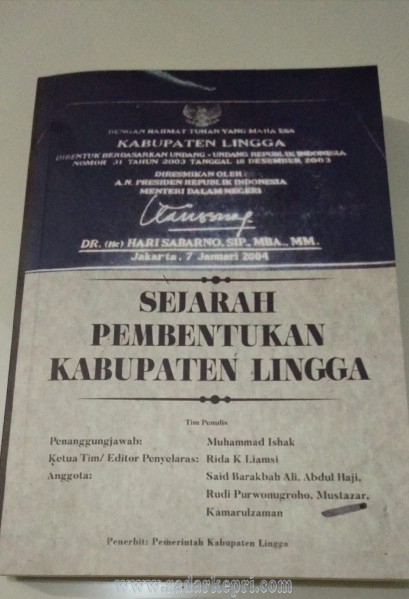 DENGAN RAHMAT TUHAN YANG MAHA ESA
KABUPATEN LINGGA
DIBENTUK BERDASARKAN UNDANG - UNDANG REPUBLIK INDONESIA
NOMOR 31 TAHUN 2003 TANGGAL 18 DESEMBER 2003
DIRESMIKAN OLEH :
A.N. PRESIDEN REPUBLIK INDONESIA
MENTERI DALAM NEGERI
DR. (Hc) HARI SABARNO, SIP., MBA., MM.
Jakarta, 7 Januari 2004
SEJARAH
PEMBENTUKAN
KABUPATEN LINGGA
Tim Penulis
Penanggungjawab: Muhammad Ishak
Ketua Tim/ Editor Penyelaras: Rida K Liamsi
Anggota: Said Barakbah Ali, Abdul Haji,
Rudi Purwonugroho, Mustazar,
Kamarulzaman
Penerbit: Pemerintah Kabupaten Lingga
www.radarkepri.com